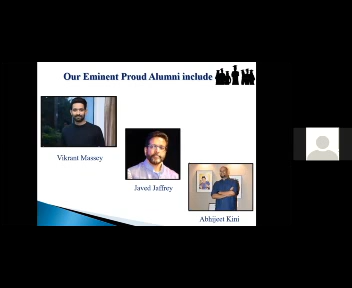 Our Eminent Proud Alumni include
Vikrant Massey
Javed Jaffrey
Abhijeet Kini